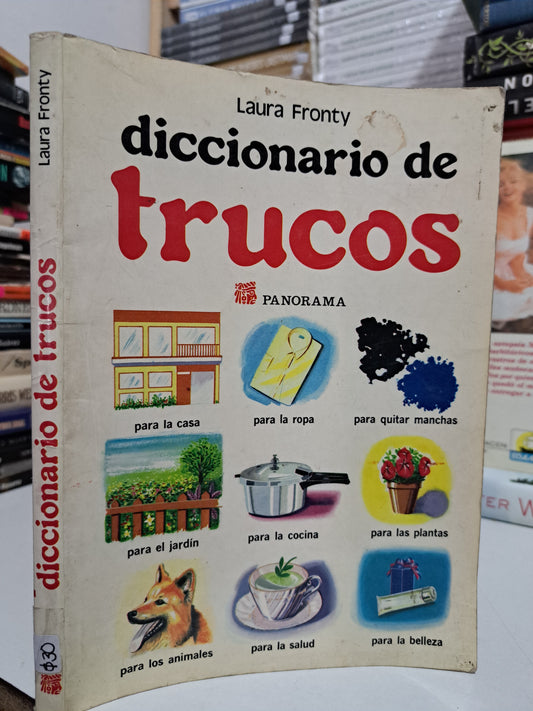 Laura Fronty
diccionario de
trucos
PANORAMA
para la casa
para la ropa
para quitar manchas
para el jardín
para la cocina
para las plantas
para los animales
para la salud
para la belleza
Laura Fronty
diccionario de trucos
$30